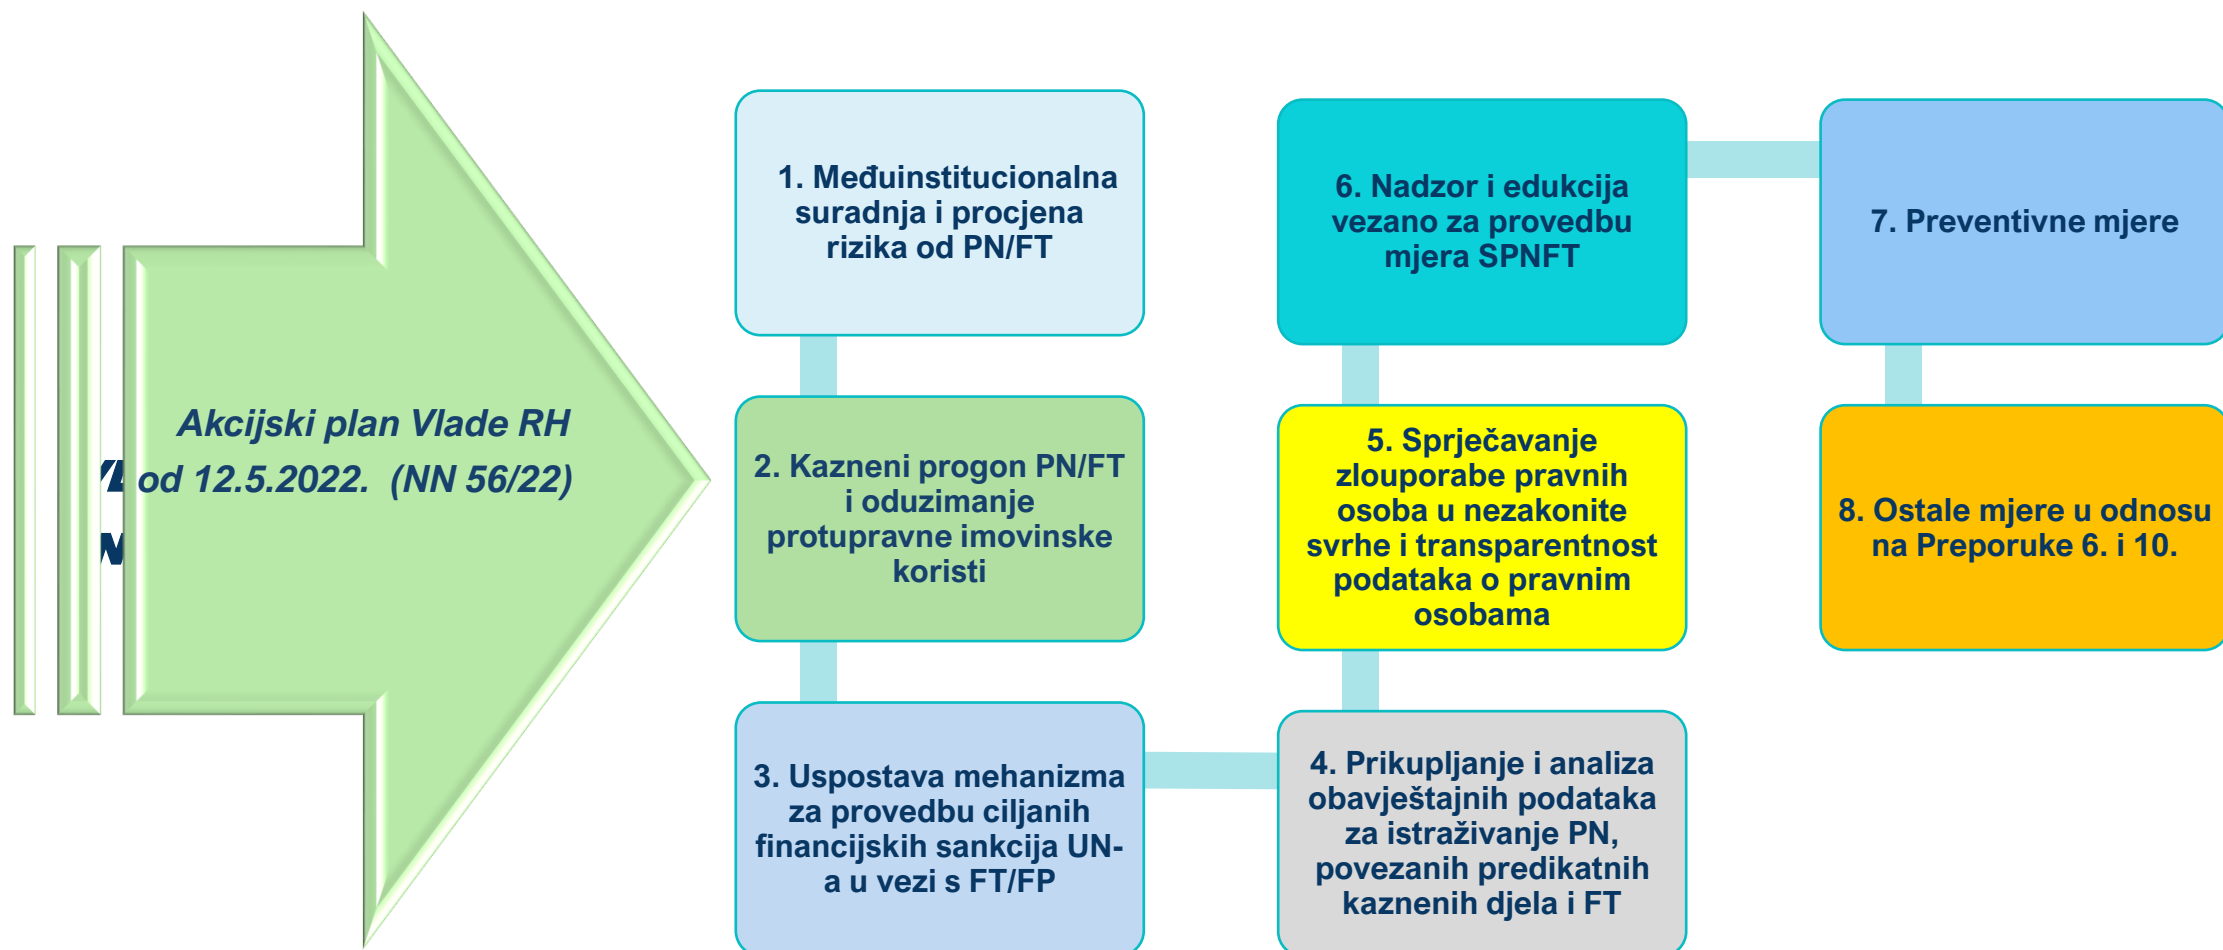 Akcijski plan Vlade RH
od 12.5.2022. (NN 56/22)
1. Međuinstitucionalna
suradnja i procjena
rizika od PN/FT
2. Kazneni progon PN/FT
i oduzimanje
protupravne imovinske
koristi
3. Uspostava mehanizma
za provedbu ciljanih
financijskih sankcija UN-
a u vezi s FT/FP
4. Prikupljanje i analiza
obavještajnih podataka
za istraživanje PN,
povezanih predikatnih
kaznenih djela i FT
5. Sprječavanje
zlouporabe pravnih
osoba u nezakonite
svrhe i transparentnost
podataka o pravnim
osobama
6. Nadzor i edukcija
vezano za provedbu
mjera SPNFT
7. Preventivne mjere
8. Ostale mjere u odnosu
na Preporuke 6. i 10.